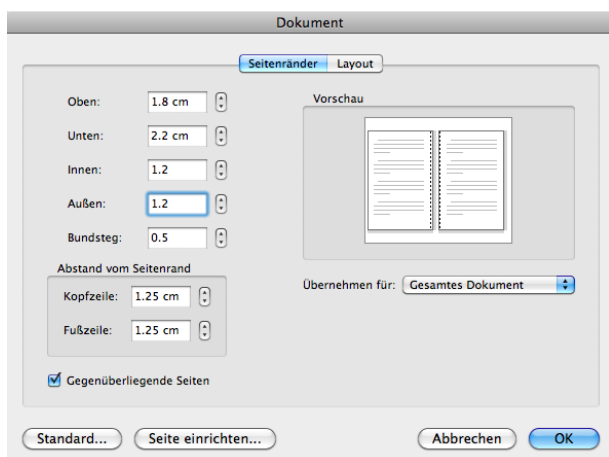 Dokument
Seitenränder Layout
Oben: 1.8 cm
Unten: 2.2 cm
Innen: 1.2
Außen: 1.2
Bundsteg: 0.5
Abstand vom Seitenrand
Kopfzeile: 1.25 cm
Fußzeile: 1.25 cm
Gegenüberliegende Seiten
Vorschau
Übernehmen für: Gesamtes Dokument
Standard... Seite einrichten... Abbrechen OK